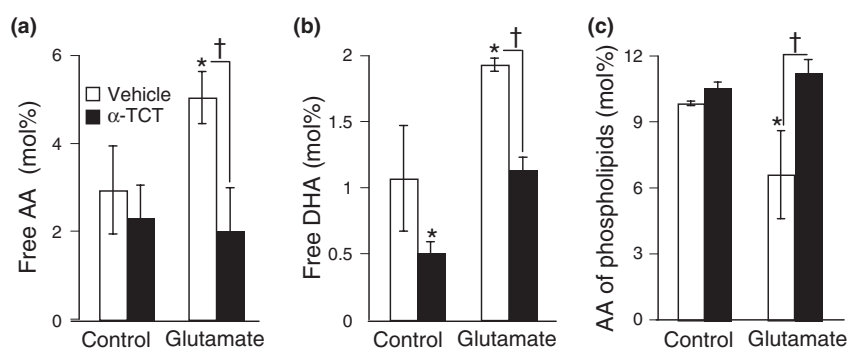 (a)
Free AA (mol%)
6
4
2
0
Vehicle
α-TCT
*
†
Control
Glutamate
(b)
Free DHA (mol%)
2
1.5
1
0.5
0
*
*
†
Control
Glutamate
(c)
AA of phospholipids (mol%)
12
9
6
3
0
*
†
Control
Glutamate